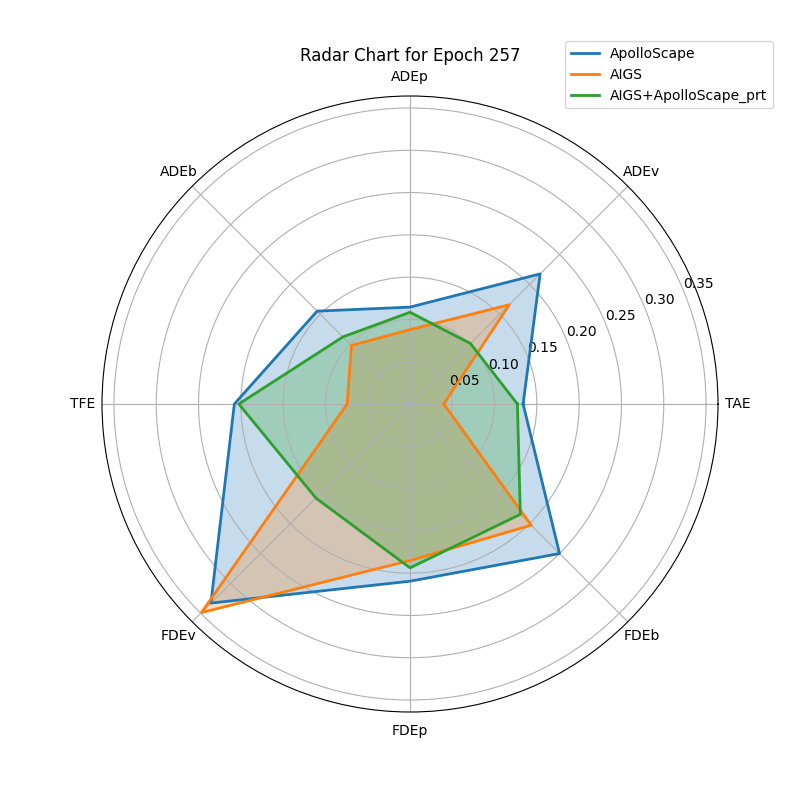 Radar Chart for Epoch 257
ApolloScape
AIGS
AIGS+ApolloScape_prt
ADEp
ADEb
ADEv
0.35
0.30
0.25
0.20
0.15
0.10
0.05
TFE
TAE
FDEv
FDEb
FDEp